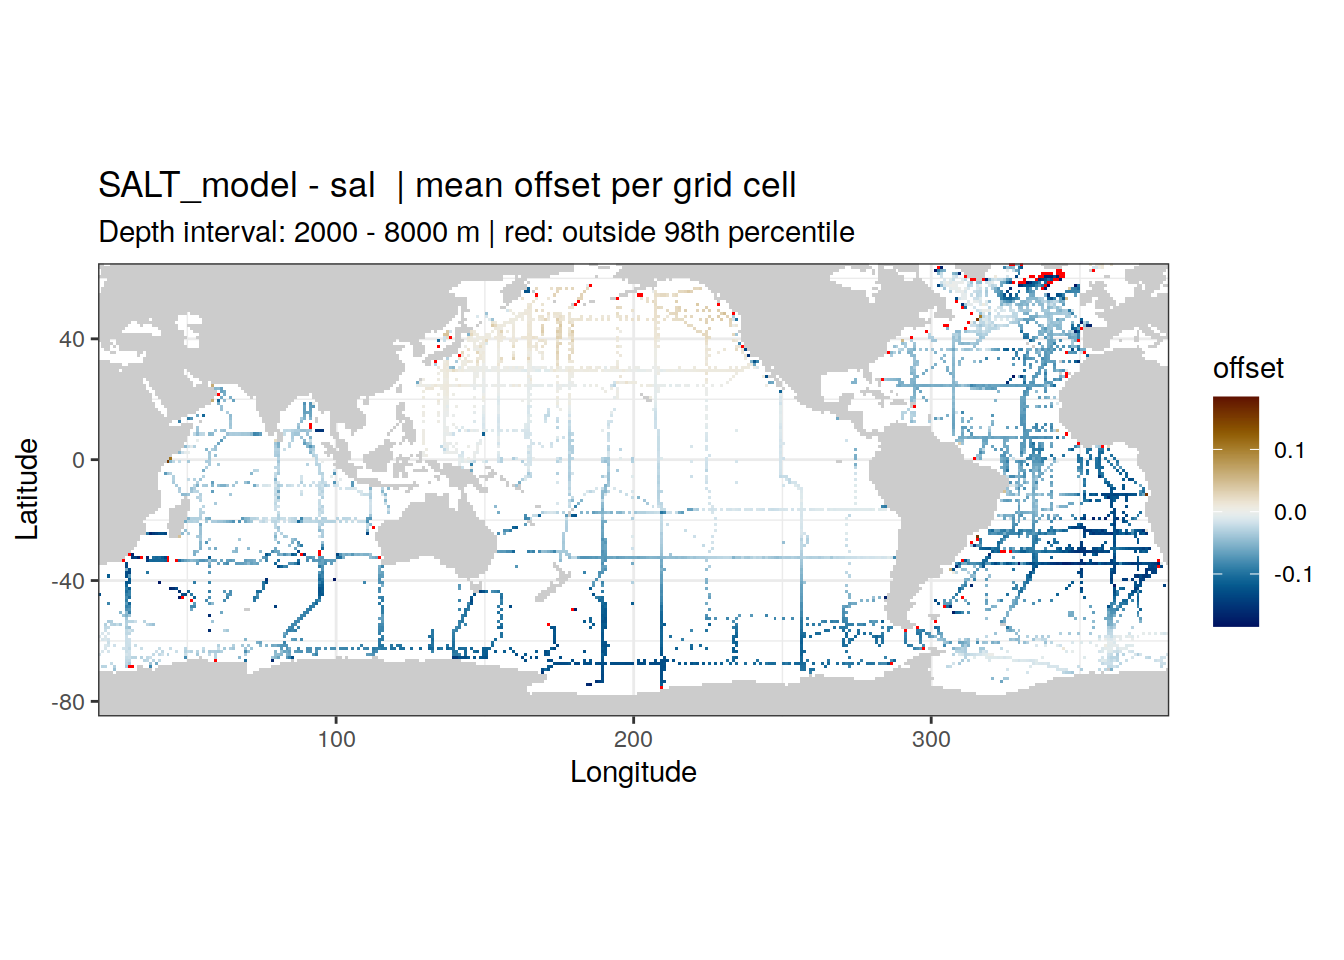 SALT_model - sal  | mean offset per grid cell
Depth interval: 2000 - 8000 m | red: outside 98th percentile
Latitude
40
0
-40
-80
100
200
300
Longitude
offset
0.1
0.0
-0.1